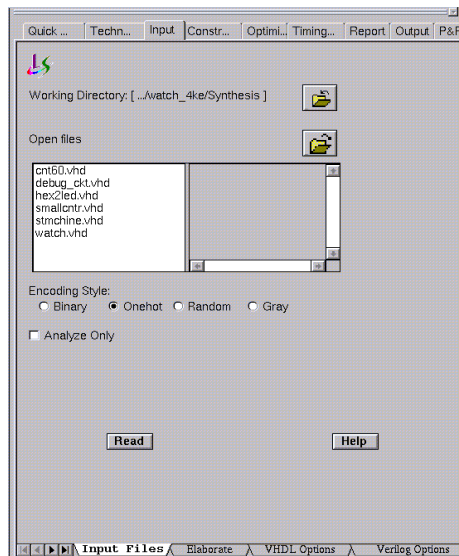 Quick ... Techn... Input Constr... Optimi... Timing... Report Output P&R
Working Directory: [ .../watch_4ke/Synthesis ]
Open files
cnt60.vhd
debug_ckt.vhd
hex2led.vhd
smallcntr.vhd
stmchine.vhd
watch.vhd
Encoding Style:
Binary Onehot Random Gray
Analyze Only
Read Help
Input Files Elaborate VHDL Options Verilog Options